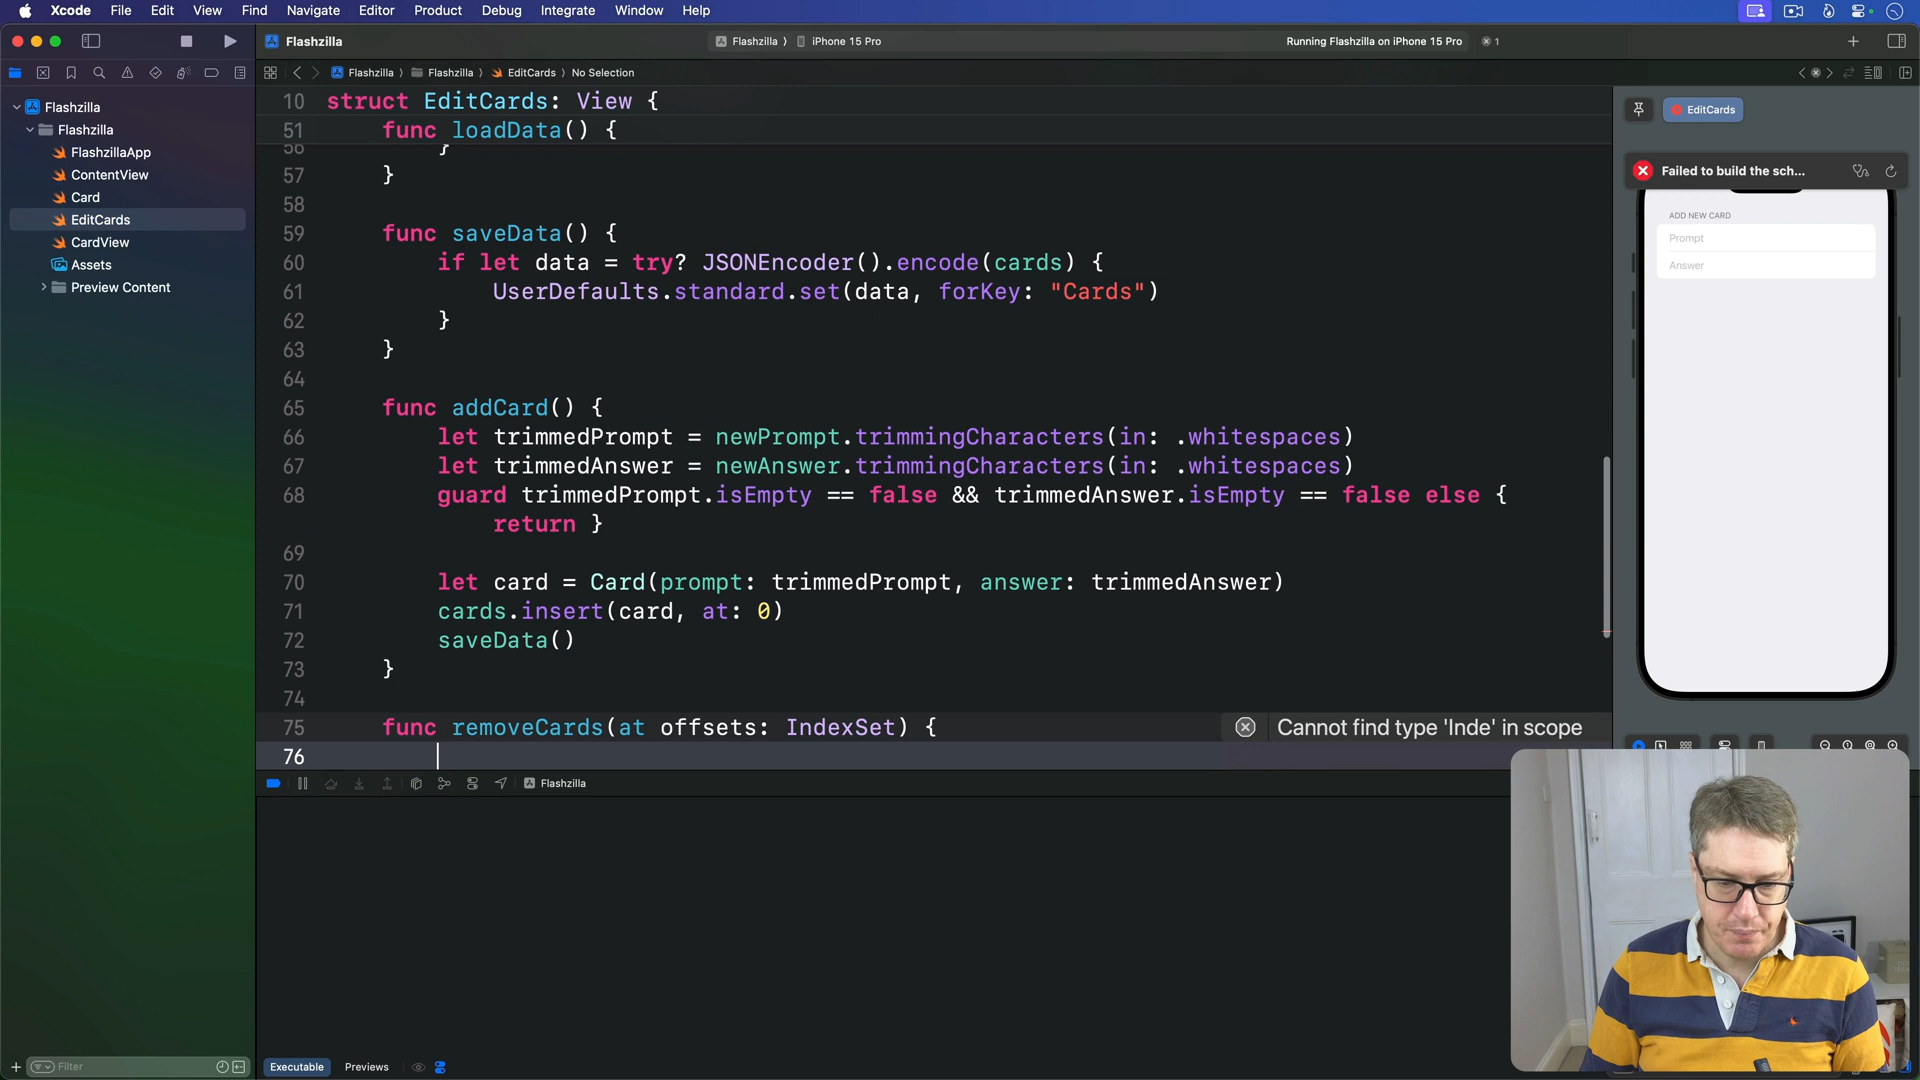 Xcode File Edit View Find Navigate Editor Product Debug Integrate Window Help
Flashzilla
Flashzilla iPhone 15 Pro
Running Flashzilla on iPhone 15 Pro 1
Flashzilla Flashzilla EditCards No Selection
Flashzilla
Flashzilla
FlashzillaApp
ContentView
Card
EditCards
CardView
Assets
Preview Content
10 struct EditCards: View {
51 func loadData() {
56 }
57 }
58
59 func saveData() {
60 if let data = try? JSONEncoder().encode(cards) {
61 UserDefaults.standard.set(data, forKey: "Cards")
62 }
63 }
64
65 func addCard() {
66 let trimmedPrompt = newPrompt.trimmingCharacters(in: .whitespaces)
67 let trimmedAnswer = newAnswer.trimmingCharacters(in: .whitespaces)
68 guard trimmedPrompt.isEmpty == false && trimmedAnswer.isEmpty == false else {
return }
69
70 let card = Card(prompt: trimmedPrompt, answer: trimmedAnswer)
71 cards.insert(card, at: 0)
72 saveData()
73 }
74
75 func removeCards(at offsets: IndexSet) { Cannot find type 'Inde' in scope
76
EditCards
Failed to build the sch...
ADD NEW CARD
Prompt
Answer
Flashzilla
Filter
Executable Previews